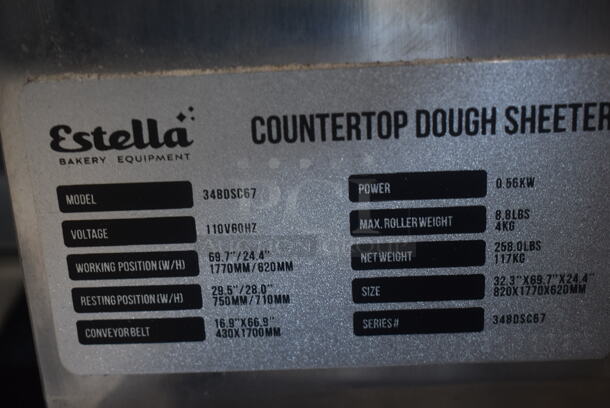 Estella
BAKERY EQUIPMENT
COUNTERTOP DOUGH SHEETER
MODEL 348DSC67
VOLTAGE 110V60HZ
WORKING POSITION(W/H) 69.7"/24.4"
1770MM/620MM
RESTING POSITION(W/H) 29.5"/28.0"
750MM/710MM
CONVEYOR BELT 16.9"X66.9"
430X1700MM
POWER 0.56KW
MAX.ROLLER WEIGHT 8.8LBS
4KG
NET WEIGHT 258.0LBS
117KG
SIZE 32.3"X69.7"X24.4"
820X1770X620MM
SERIES# 348DSC67